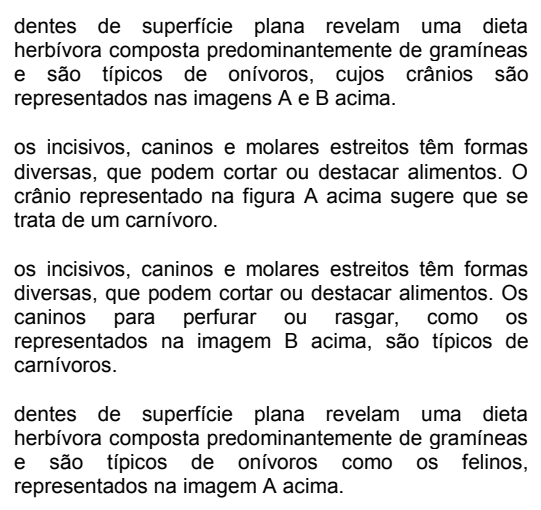 dentes de superfície plana revelam uma dieta
herbívora composta predominantemente de gramíneas
e são típicos de onívoros, cujos crânios são
representados nas imagens A e B acima.
os incisivos, caninos e molares estreitos têm formas
diversas, que podem cortar ou destacar alimentos. O
crânio representado na figura A acima sugere que se
trata de um carnívoro.
os incisivos, caninos e molares estreitos têm formas
diversas, que podem cortar ou destacar alimentos. Os
caninos para perfurar ou rasgar, como os
representados na imagem B acima, são típicos de
carnívoros.
dentes de superfície plana revelam uma dieta
herbívora composta predominantemente de gramíneas
e são típicos de onívoros como os felinos,
representados na imagem A acima.